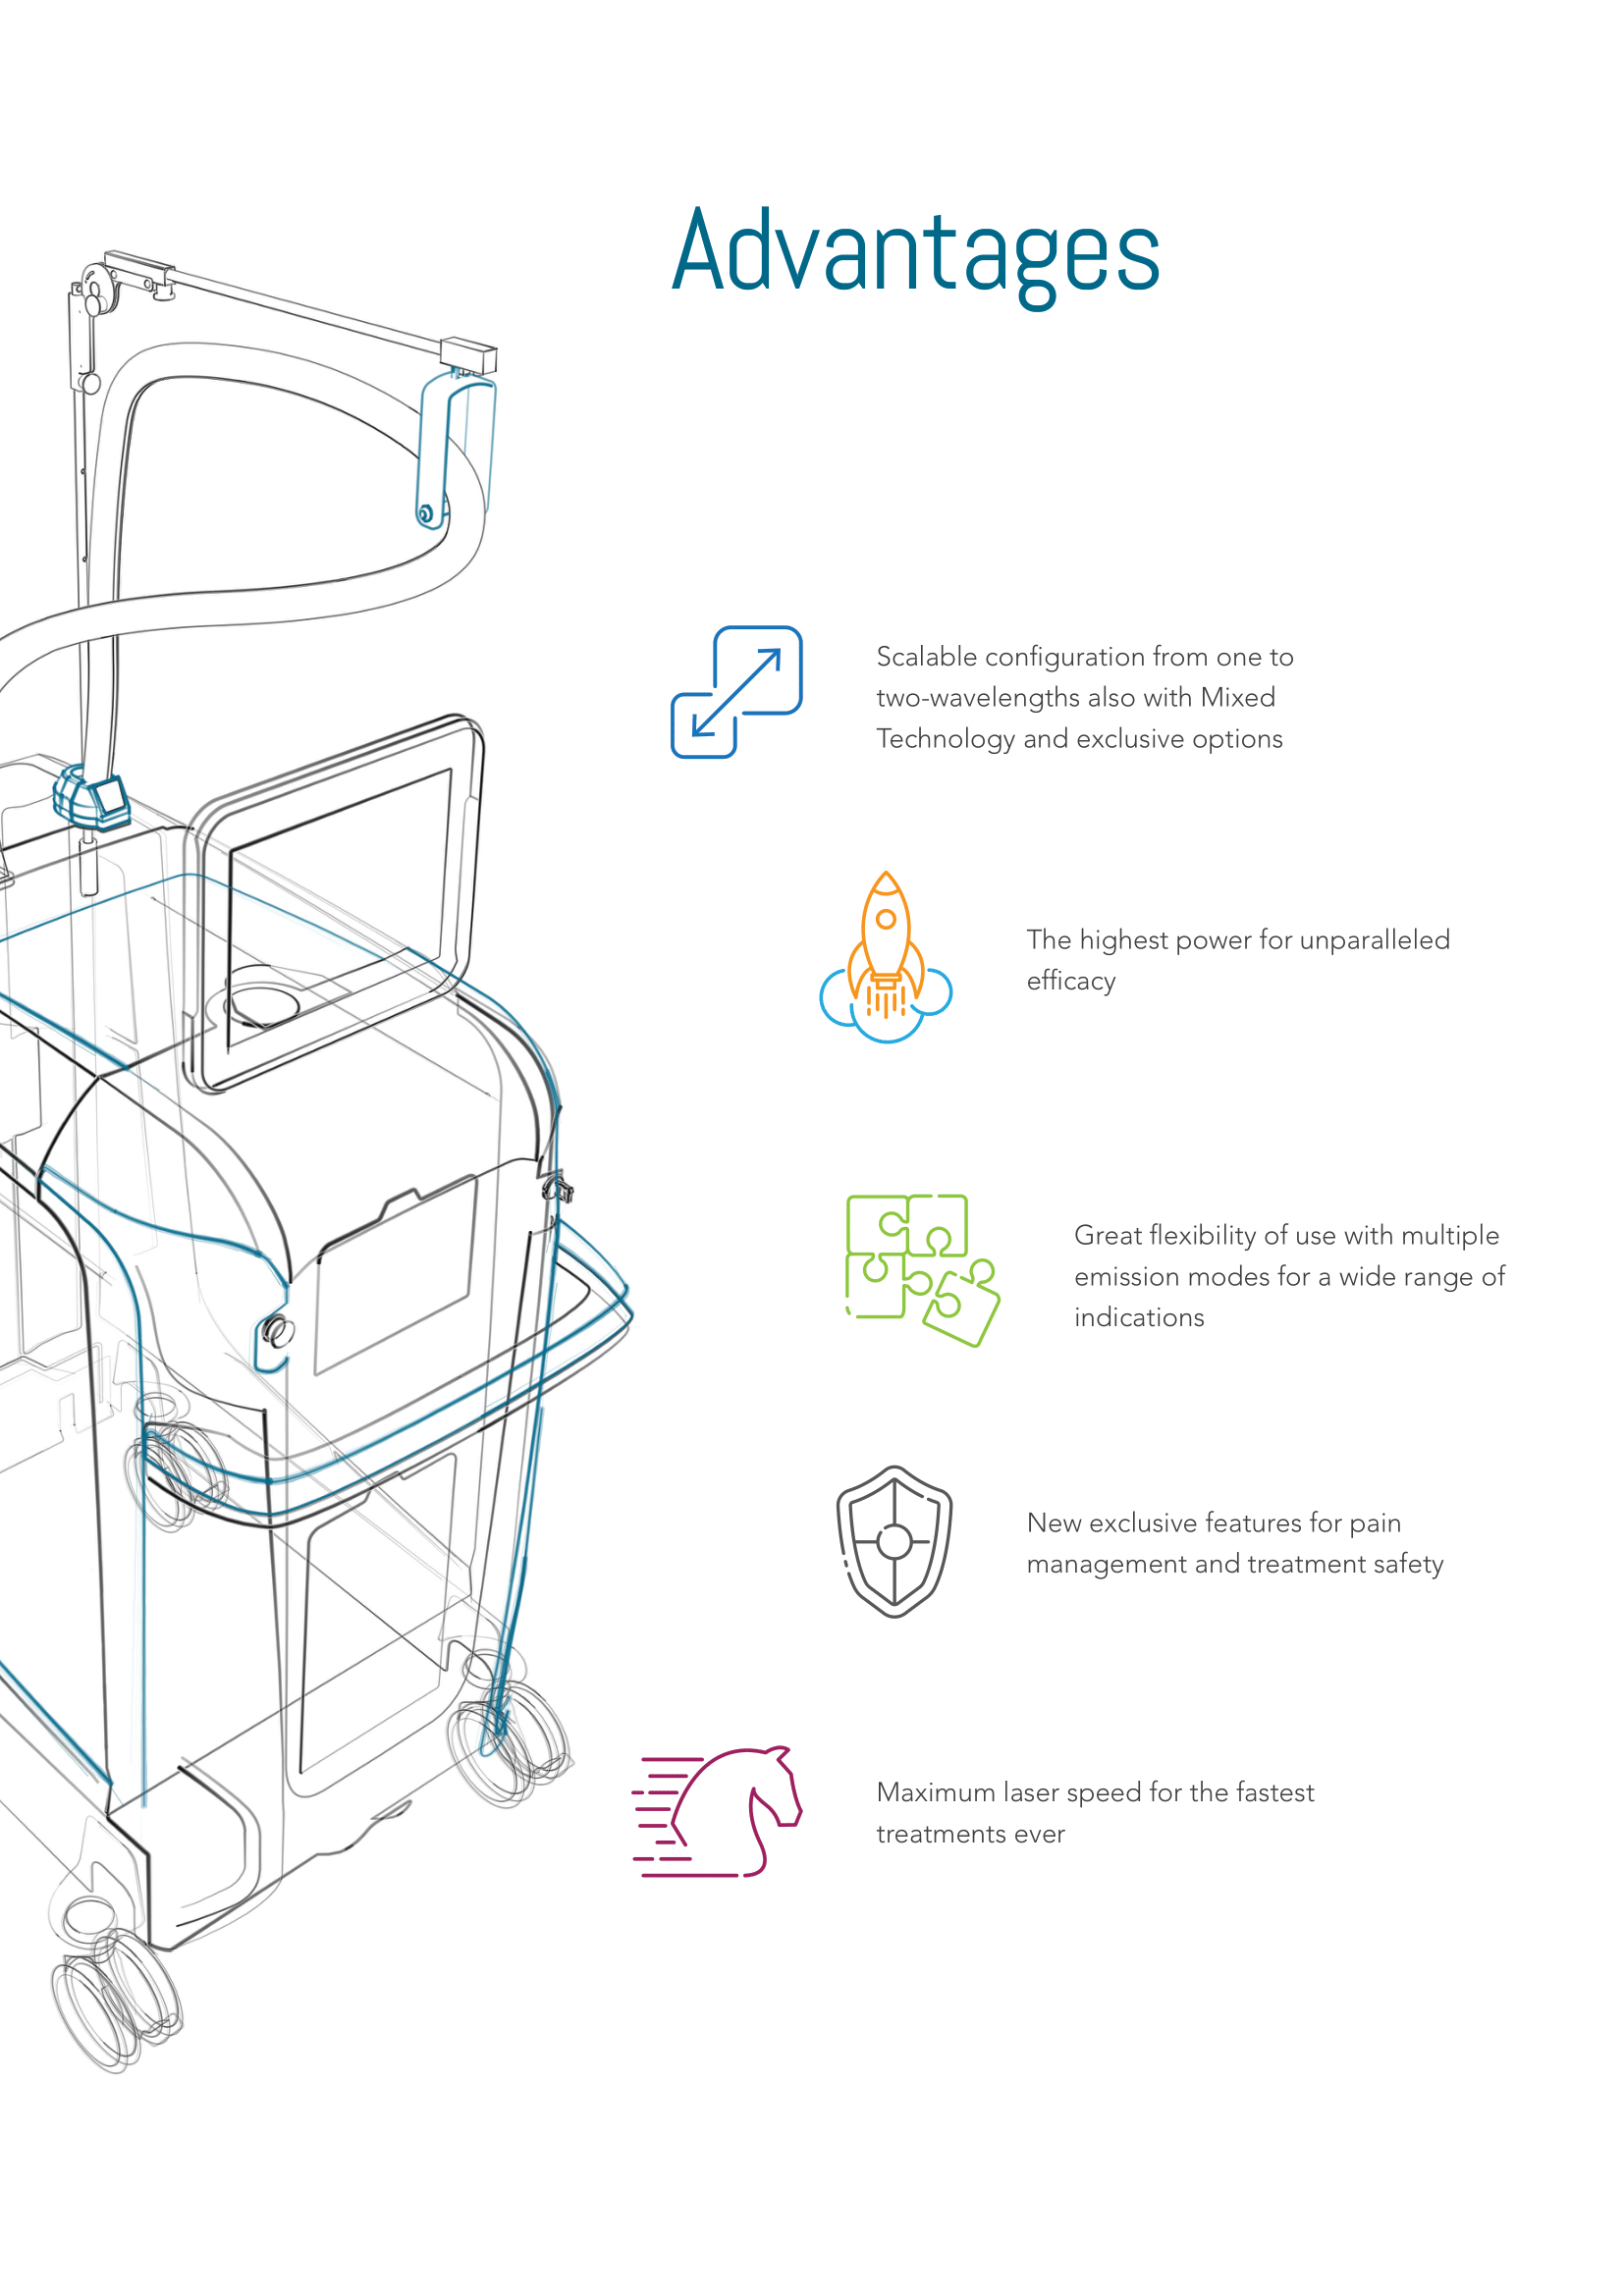 Advantages
Scalable configuration from one to
two-wavelengths also with Mixed
Technology and exclusive options
The highest power for unparalleled
efficacy
Great flexibility of use with multiple
emission modes for a wide range of
indications
New exclusive features for pain
management and treatment safety
Maximum laser speed for the fastest
treatments ever